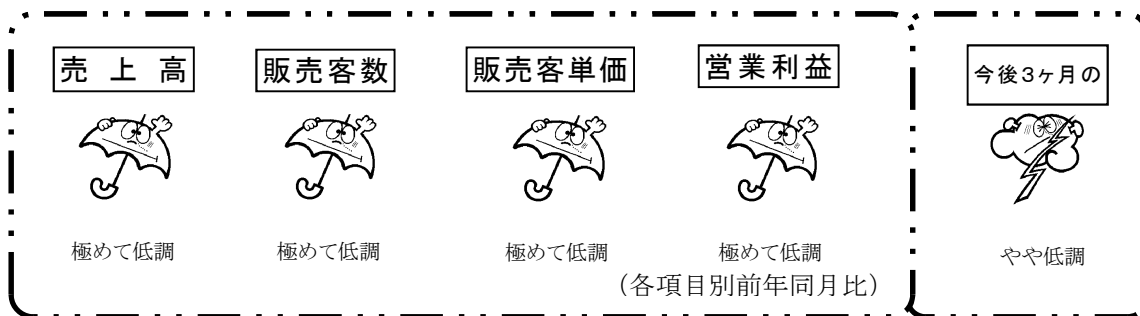 売上高
販売客数
販売客単価
営業利益
今後3ヶ月の
極めて低調
極めて低調
極めて低調
極めて低調
やや低調
（各項目別前年同月比）